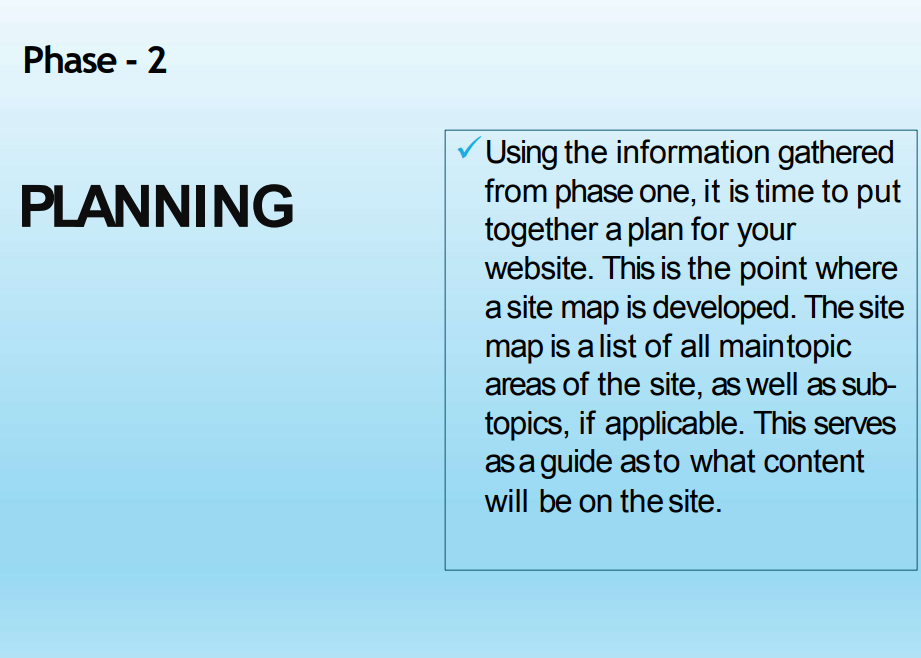 Phase - 2
PLANNING
✓ Using the information gathered
from phase one, it is time to put
together a plan for your
website. This is the point where
a site map is developed. The site
map is a list of all main topic
areas of the site, as well as sub-
topics, if applicable. This serves
as a guide as to what content
will be on the site.